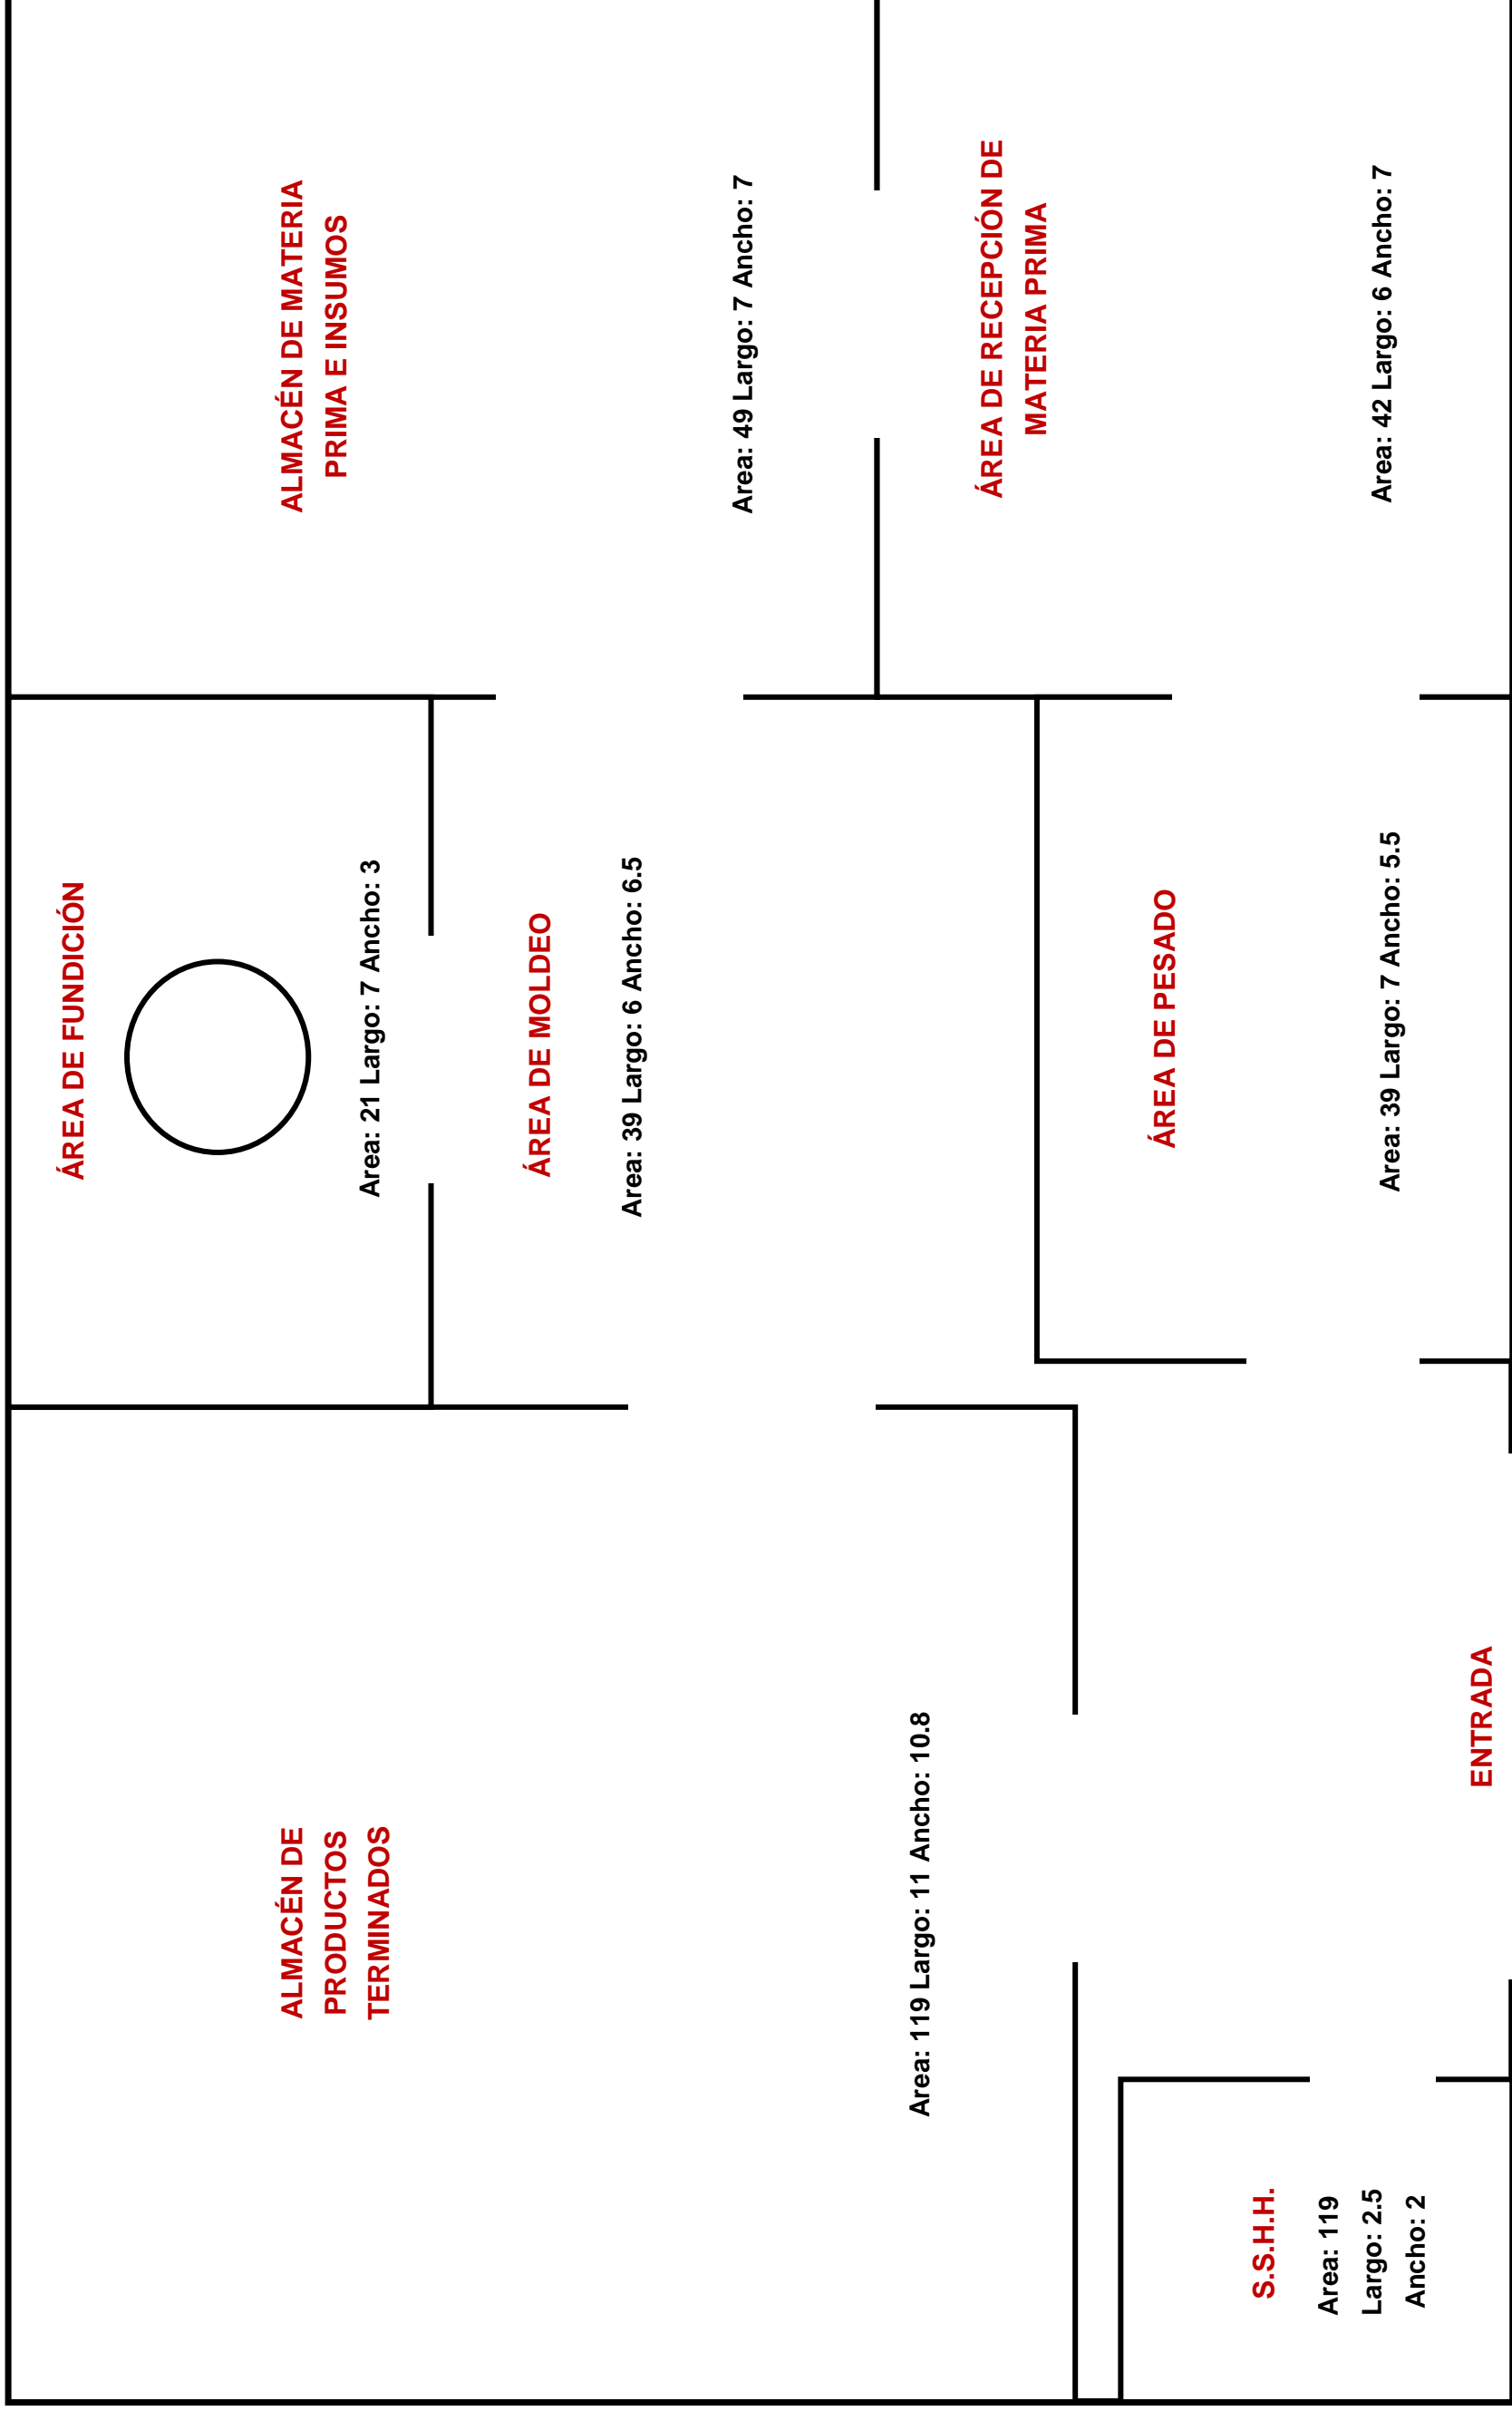 ÁREA DE FUNDICIÓN
Area: 21 Largo: 7 Ancho: 3
ALMACÉN DE
PRODUCTOS
TERMINADOS
Area: 119 Largo: 11 Ancho: 10.8
ÁREA DE MOLDEO
Area: 39 Largo: 6 Ancho: 6.5
ALMACÉN DE MATERIA
PRIMA E INSUMOS
Area: 49 Largo: 7 Ancho: 7
S.S.H.H.
Area: 119
Largo: 2.5
Ancho: 2
ENTRADA
ÁREA DE PESADO
Area: 39 Largo: 7 Ancho: 5.5
ÁREA DE RECEPCIÓN DE
MATERIA PRIMA
Area: 42 Largo: 6 Ancho: 7